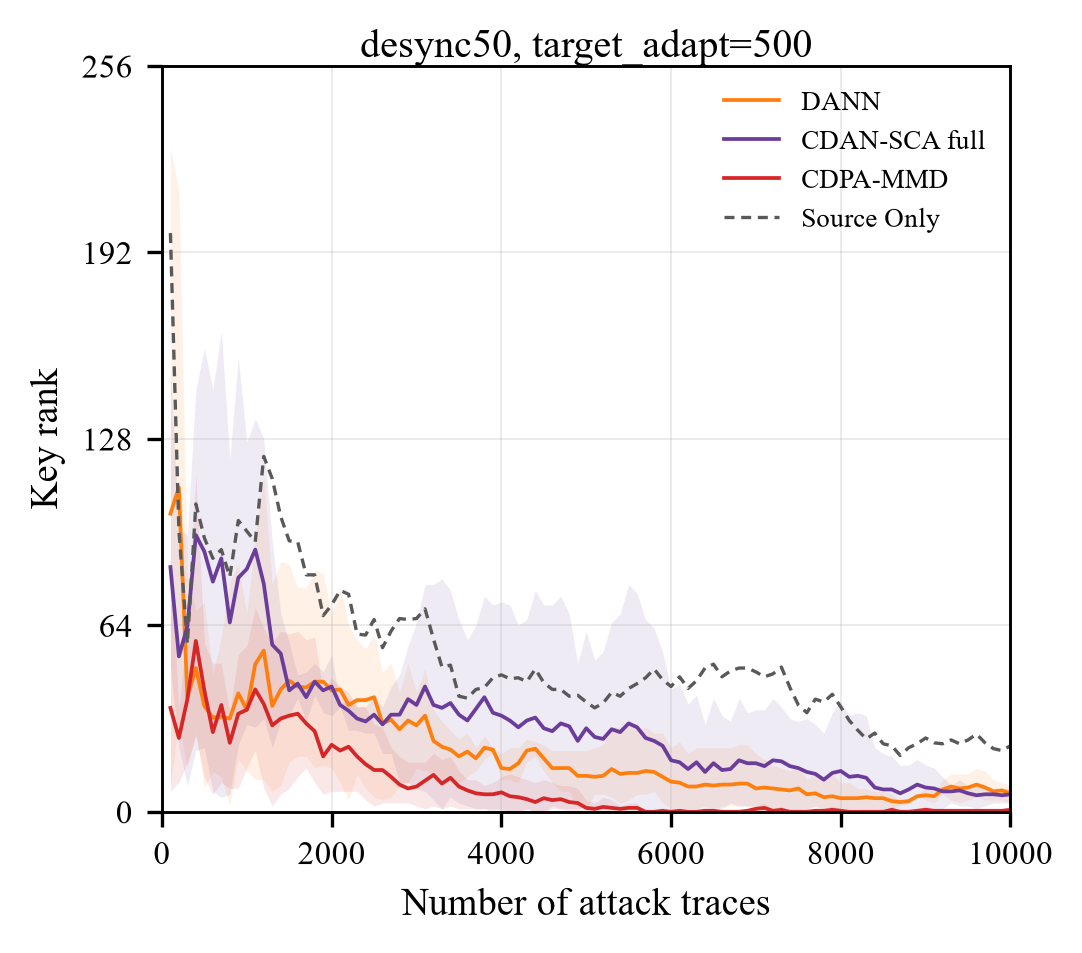 desync50, target_adapt=500
256
192
128
64
0
Key rank
DANN
CDAN-SCA full
CDPA-MMD
Source Only
0 2000 4000 6000 8000 10000
Number of attack traces